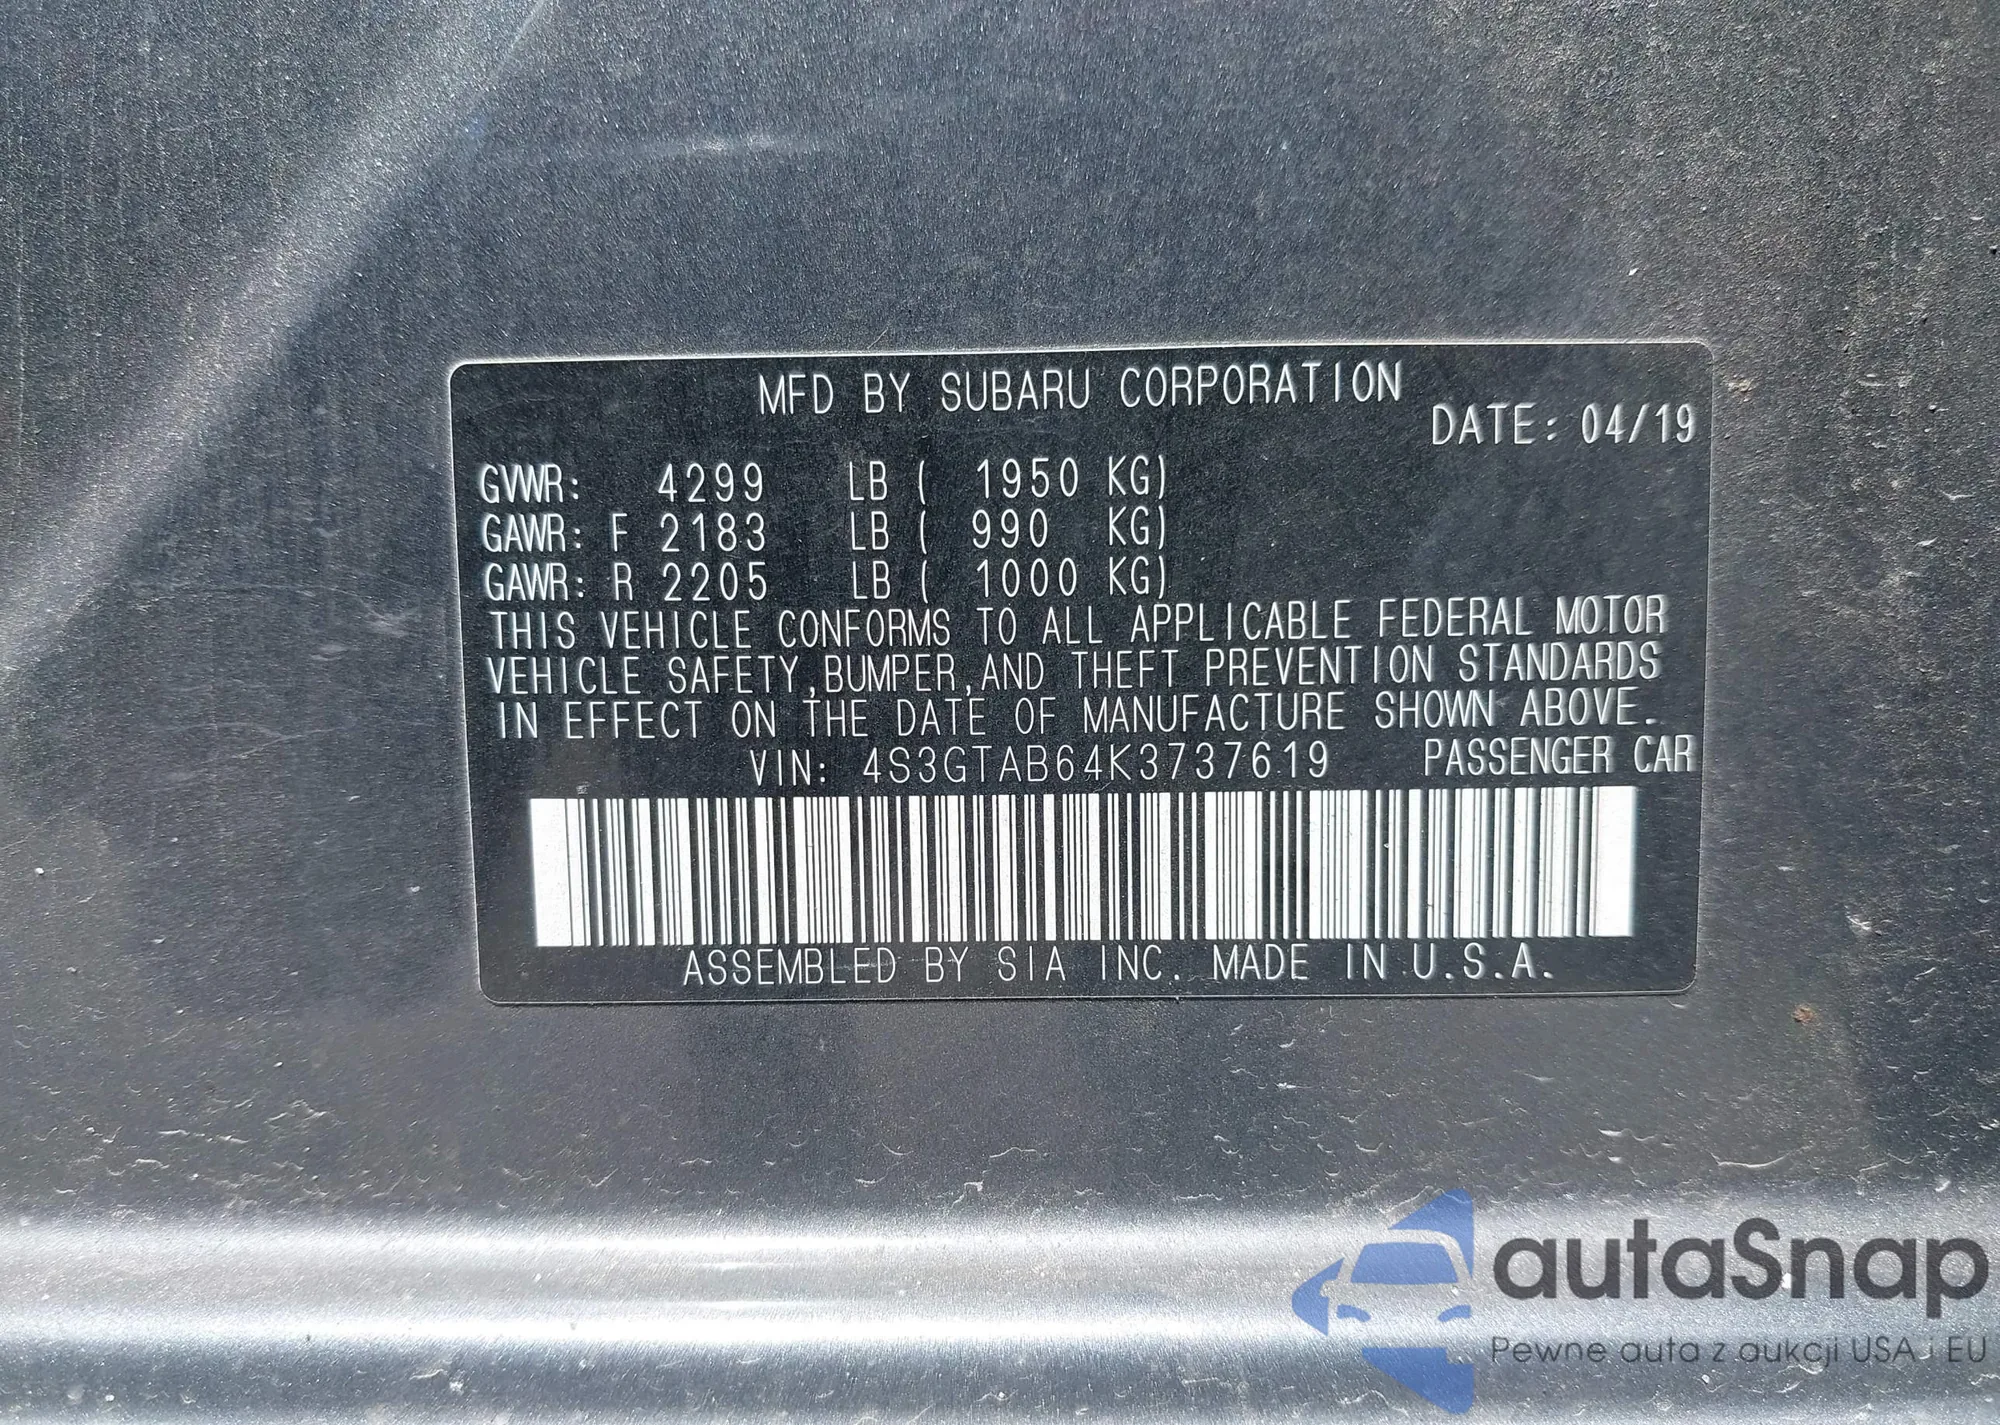 MFD BY SUBARU CORPORATION
DATE: 04/19
GVWR: 4299 LB ( 1950 KG)
GAWR: F 2183 LB ( 990 KG)
GAWR: R 2205 LB ( 1000 KG)
THIS VEHICLE CONFORMS TO ALL APPLICABLE FEDERAL MOTOR
VEHICLE SAFETY, BUMPER, AND THEFT PREVENTION STANDARDS
IN EFFECT ON THE DATE OF MANUFACTURE SHOWN ABOVE.
VIN: 4S3GTAB64K3737619 PASSENGER CAR
ASSEMBLED BY SIA INC. MADE IN U.S.A.
autaSnap
Pewne auta z aukcji USA i EU